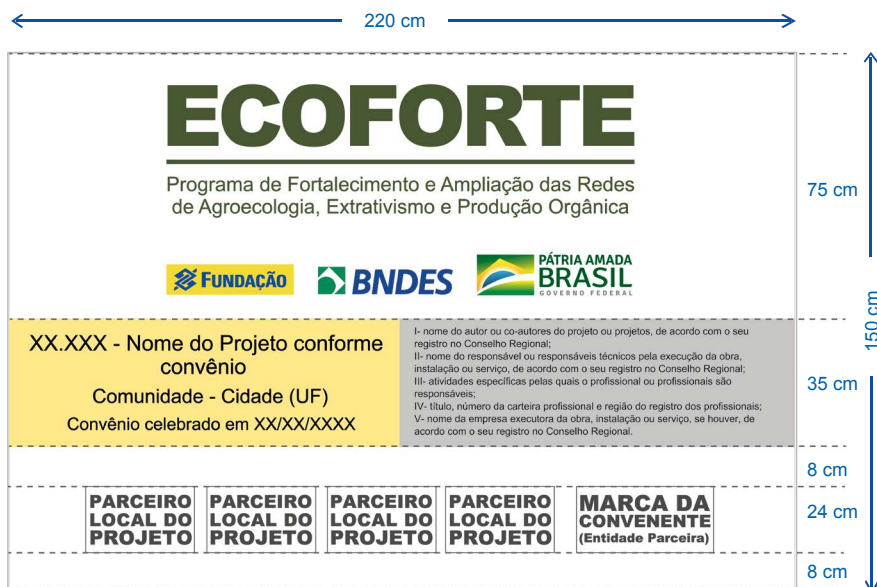 220 cm
ECOFORTE
Programa de Fortalecimento e Ampliação das Redes
de Agroecologia, Extrativismo e Produção Orgânica
75 cm
FUNDAÇÃO
BNDES
PÁTRIA AMADA
BRASIL
GOVERNO FEDERAL
150 cm
XX.XXX - Nome do Projeto conforme
convênio
Comunidade - Cidade (UF)
Convênio celebrado em XX/XX/XXXX
I- nome do autor ou co-autores do projeto ou projetos, de acordo com o seu
registro no Conselho Regional;
II- nome do responsável ou responsáveis técnicos pela execução da obra,
instalação ou serviço, de acordo com o seu registro no Conselho Regional;
III- atividades específicas pelas quais o profissional ou profissionais são
responsáveis;
IV- título, número da carteira profissional e região do registro dos profissionais;
V- nome da empresa executora da obra, instalação ou serviço, se houver, de
acordo com o seu registro no Conselho Regional.
35 cm
8 cm
PARCEIRO
LOCAL DO
PROJETO
PARCEIRO
LOCAL DO
PROJETO
PARCEIRO
LOCAL DO
PROJETO
PARCEIRO
LOCAL DO
PROJETO
MARCA DA
CONVENENTE
(Entidade Parceira)
24 cm
8 cm